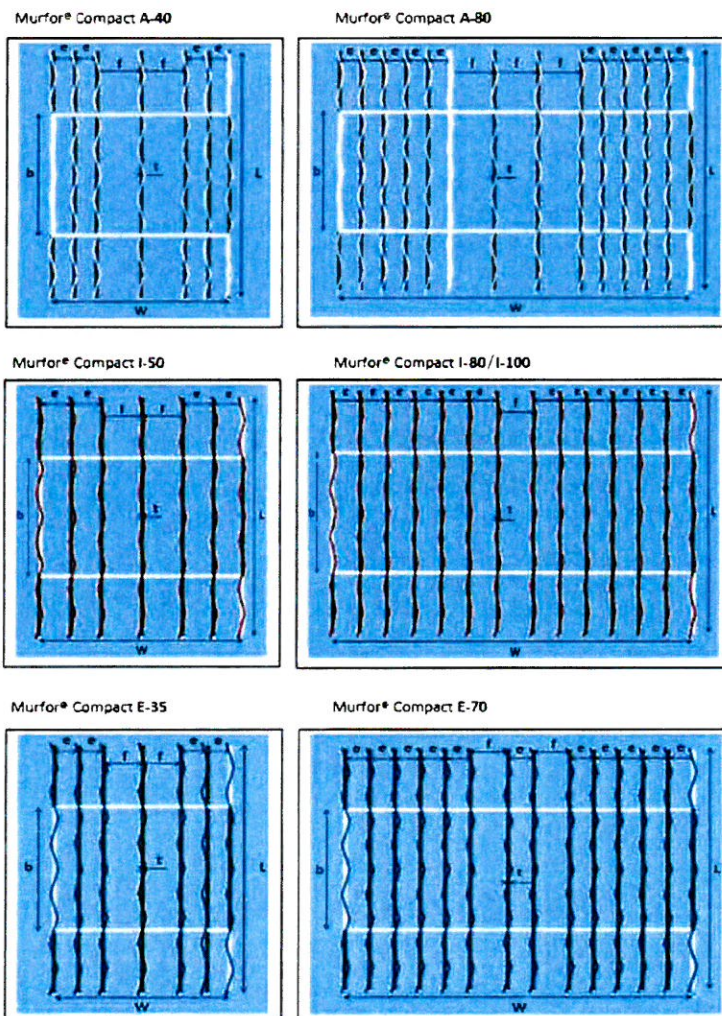 Murfor® Compact A-40
Murfor® Compact A-80
e e f f e e
e e e e e f f f e e e e e
b t L
b t L
W
W
Murfor® Compact I-50
Murfor® Compact I-80/I-100
e e f f e e
e e e e e e f e e e e e e
b t L
b t L
W
W
Murfor® Compact E-35
Murfor® Compact E-70
e e f f e e
e e e e e f e f e e e e e
b t L
b t L
W
W